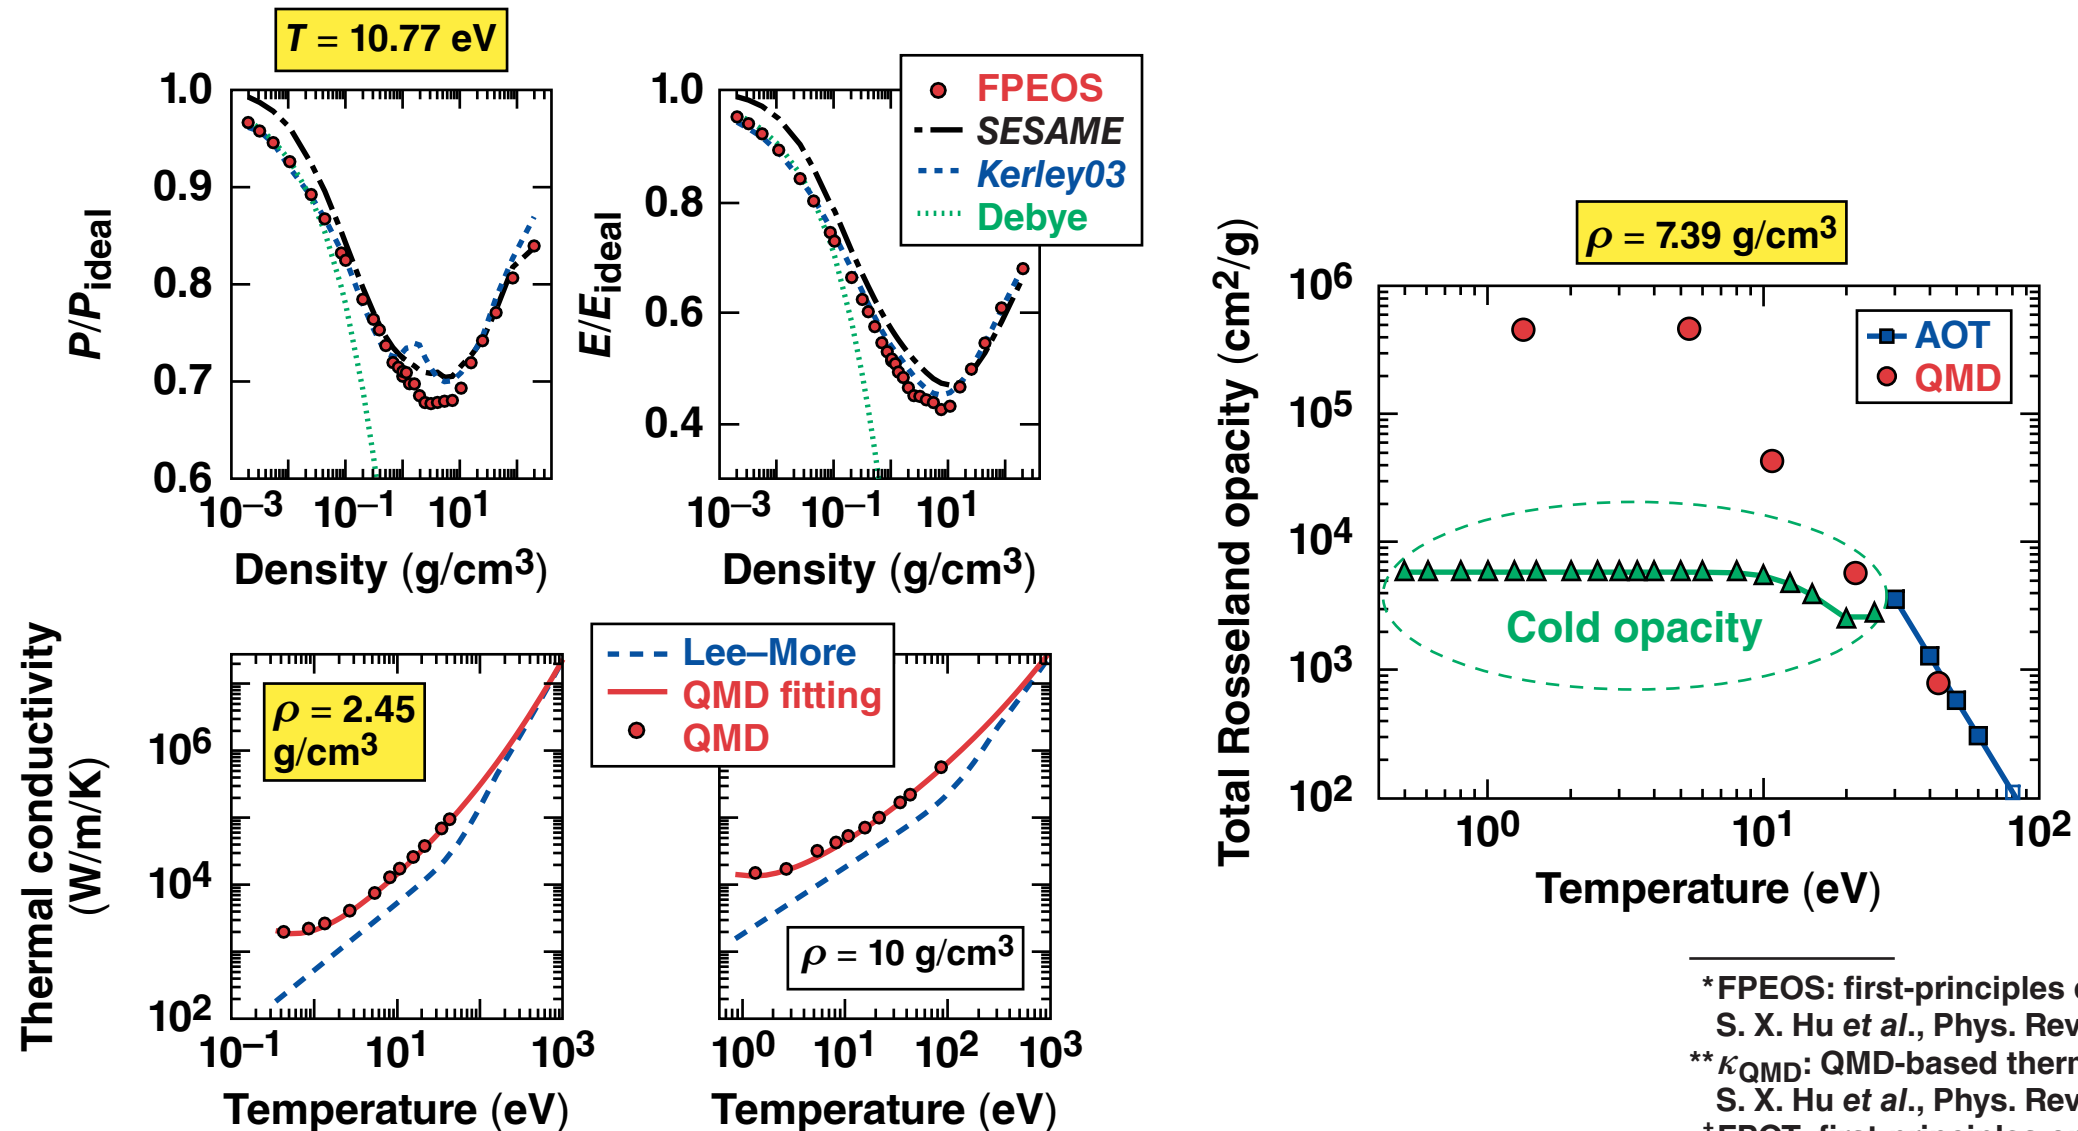 T = 10.77 eV
1.0
0.9
0.8
0.7
0.6
P/Pideal
10–3 10–1 101
Density (g/cm3)
1.0
0.8
0.6
0.4
E/Eideal
10–3 10–1 101
Density (g/cm3)
FPEOS
SESAME
Kerley03
Debye
Thermal conductivity
(W/m/K)
106
104
102
ρ = 2.45
g/cm3
10–1 101 103
Temperature (eV)
Lee–More
QMD fitting
QMD
ρ = 10 g/cm3
100 101 102 103
Temperature (eV)
ρ = 7.39 g/cm3
Total Rosseland opacity (cm2/g)
106
105
104
103
102
AOT
QMD
Cold opacity
100 101 102
Temperature (eV)
*FPEOS: first-principles
S. X. Hu et al., Phys. Rev
**κQMD: QMD-based
S. X. Hu et al., Phys. Rev